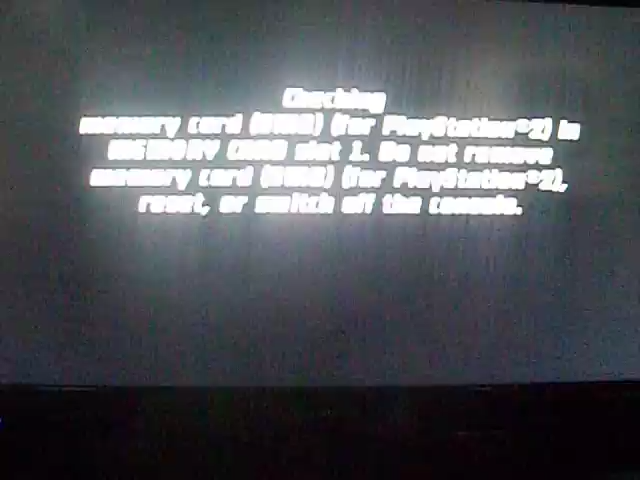 Checking
memory card (8MB) (for PlayStation®2) in
MEMORY CARD slot 1. Do not remove
memory card (8MB) (for PlayStation®2),
reset, or switch off the console.